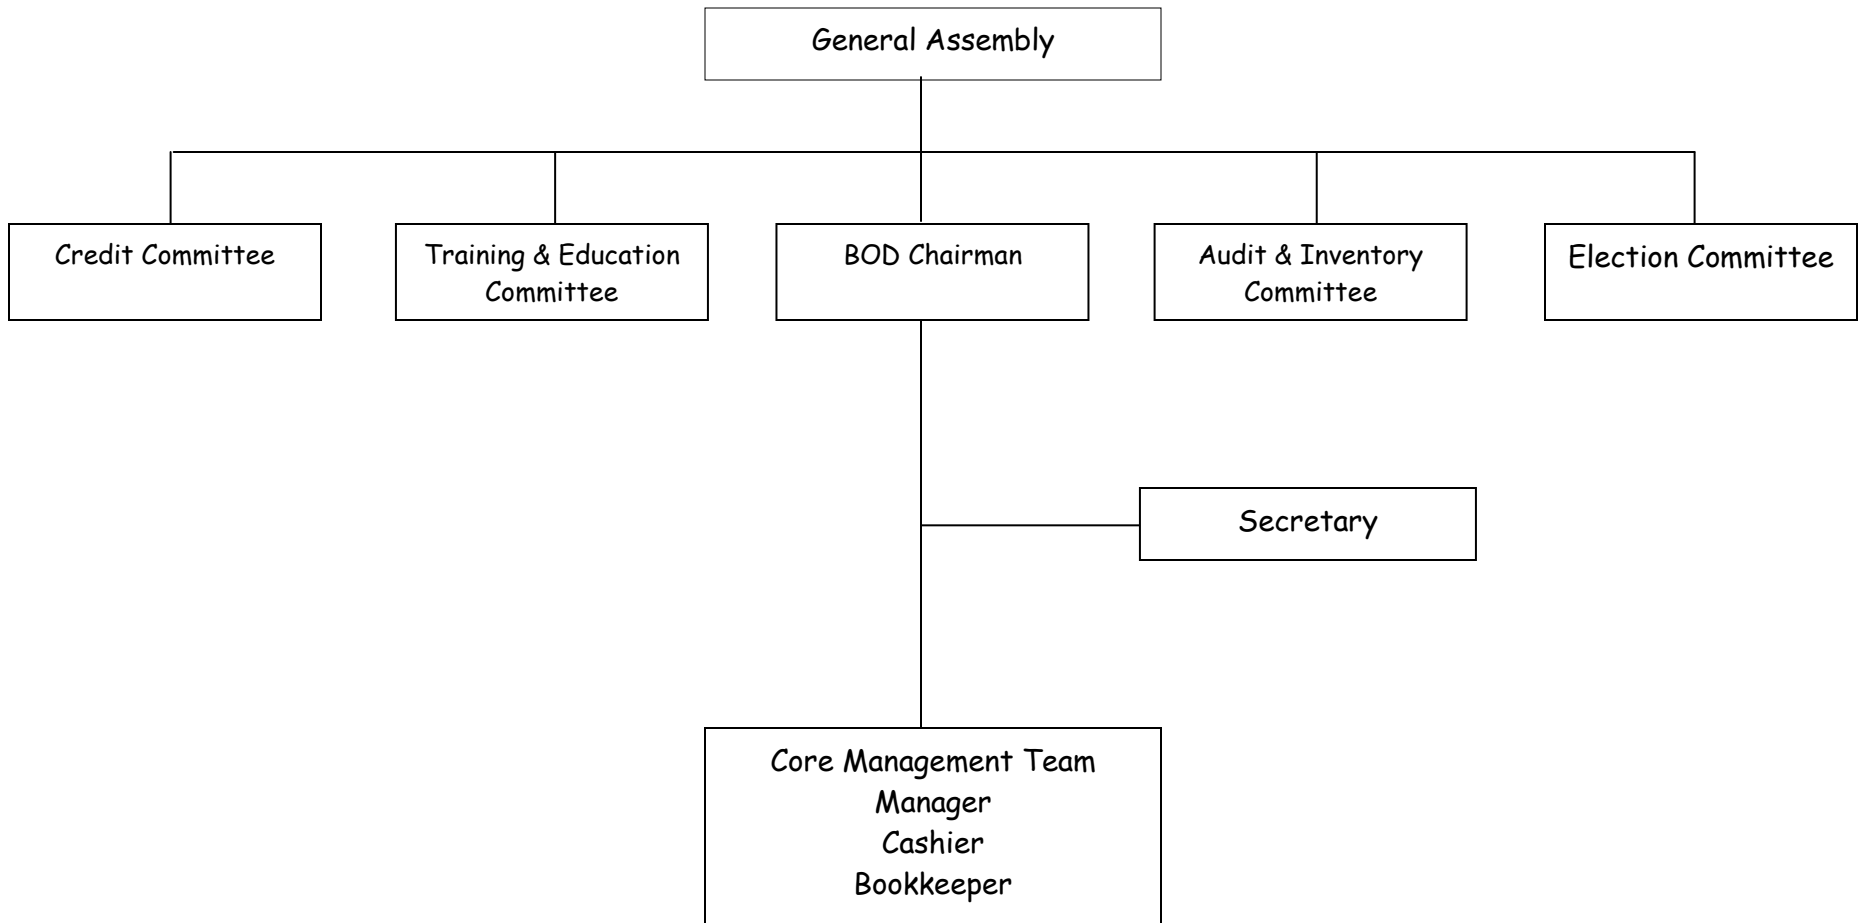 General Assembly
Credit Committee
Training & Education
Committee
BOD Chairman
Audit & Inventory
Committee
Election Committee
Secretary
Core Management Team
Manager
Cashier
Bookkeeper